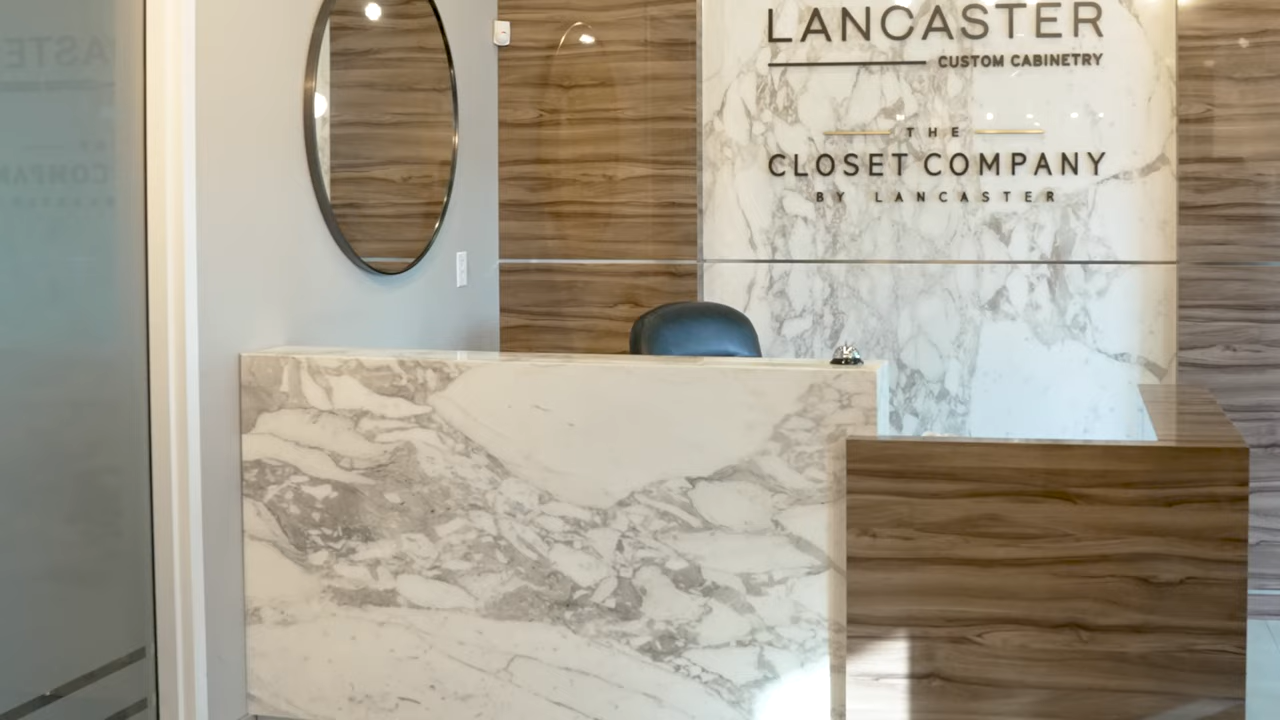 LANCASTER
CUSTOM CABINETRY
THE
CLOSET COMPANY
BY LANCASTER